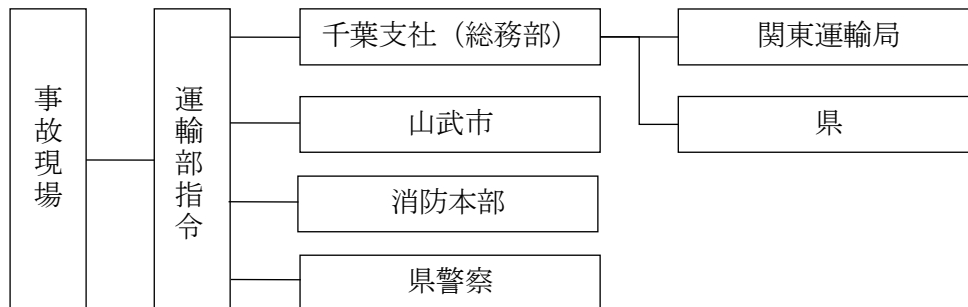 事故現場
運輸部指令
千葉支社（総務部）
関東運輸局
県
山武市
消防本部
県警察